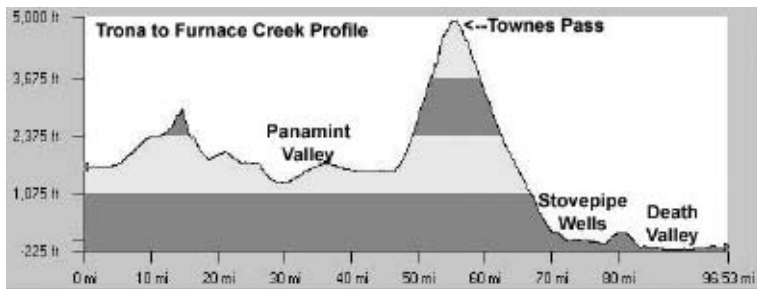 5,000 ft
Trona to Furnace Creek Profile
<--Townes Pass
3,675 ft
2,375 ft
Panamint
Valley
1,075 ft
Stovepipe
Wells
Death
Valley
-225 ft
0 mi 10 mi 20 mi 30 mi 40 mi 50 mi 60 mi 70 mi 80 mi 96.53 mi